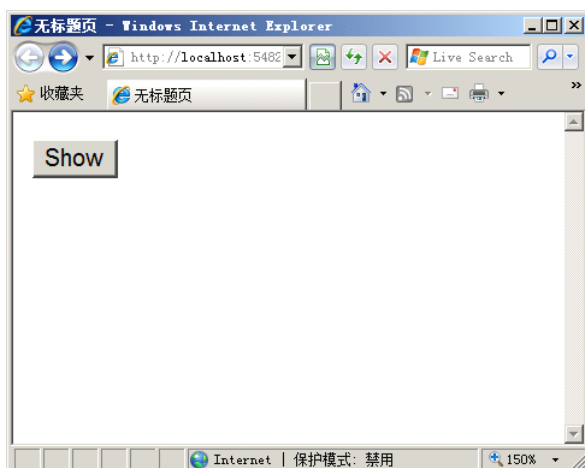 无标题页 - Windows Internet Explorer
http://localhost:5482
Live Search
收藏夹
无标题页
»
Show
Internet | 保护模式: 禁用
150%